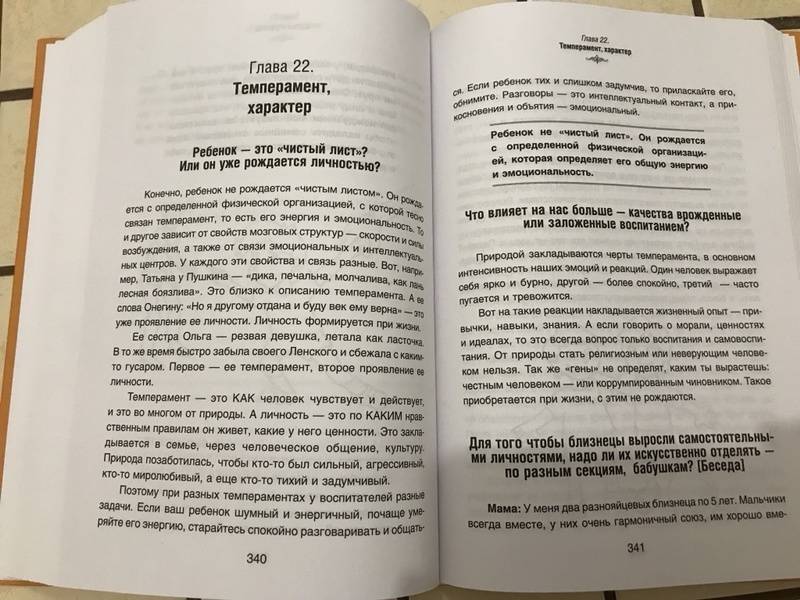 Глава 22.
Темперамент,
характер
Ребенок — это «чистый лист»?
Или он уже рождается личностью?
Конечно, ребенок не рождается «чистым листом». Он рожда-
ется с определенной физической организацией, с которой тесно
связан темперамент, то есть его энергия и эмоциональность. То
и другое зависит от свойств мозговых структур — скорости и силы
возбуждения, а также от связи эмоциональных и интеллектуаль-
ных центров. У каждого эти свойства и связь разные. Вот, напри-
мер, Татьяна у Пушкина — «дика, печальна, молчалива, как лань
лесная боязлива». Это близко к описанию темперамента. А ее
слова Онегину: «Но я другому отдана и буду век ему верна» — это
уже проявление ее личности. Личность формируется при жизни.
Ее сестра Ольга — резвая девушка, летала как ласточка.
В то же время быстро забыла своего Ленского и сбежала с каким-
то гусаром. Первое — ее темперамент, второе проявление ее
личности.
Темперамент — это КАК человек чувствует и действует,
и это во многом от природы. А личность — это по КАКИМ нрав-
ственным правилам он живет, какие у него ценности. Это закла-
дывается в семье, через человеческое общение, культуру.
Природа позаботилась, чтобы кто-то был сильный, агрессивный,
кто-то миролюбивый, а еще кто-то тихий и задумчивый.
Поэтому при разных темпераментах у воспитателей разные
задачи. Если ваш ребенок шумный и энергичный, почаще уме-
ряйте его энергию, старайтесь спокойно разговаривать и общать-
340
Глава 22.
Темперамент, характер
ся. Если ребенок тих и слишком задумчив, то приласкайте его,
обнимите. Разговоры — это интеллектуальный контакт, а при-
косновения и объятия — эмоциональный.
Ребенок не «чистый лист». Он рождается
с определенной физической организаци-
ей, которая определяет его общую энергию
и эмоциональность.
Что влияет на нас больше — качества врожденные
или заложенные воспитанием?
Природой закладываются черты темперамента, в основном
интенсивность наших эмоций и реакций. Один человек выражает
себя ярко и бурно, другой — более спокойно, третий — часто
пугается и тревожится.
Вот на такие реакции накладывается жизненный опыт — при-
вычки, навыки, знания. А если говорить о морали, ценностях
и идеалах, то это всегда вопрос только воспитания и самовоспитания.
От природы стать религиозным или неверующим челове-
ком нельзя. Так же «гены» не определят, каким ты вырастешь:
честным человеком — или коррумпированным чиновником. Такое
приобретается при жизни, с этим не рождаются.
Для того чтобы близнецы выросли самостоятельны-
ми личностями, надо ли их искусственно отделять —
по разным секциям, бабушкам? [Беседа]
Мама: У меня два разнояйцевых близнеца по 5 лет. Мальчики
всегда вместе, у них очень гармоничный союз, им хорошо вме-
341